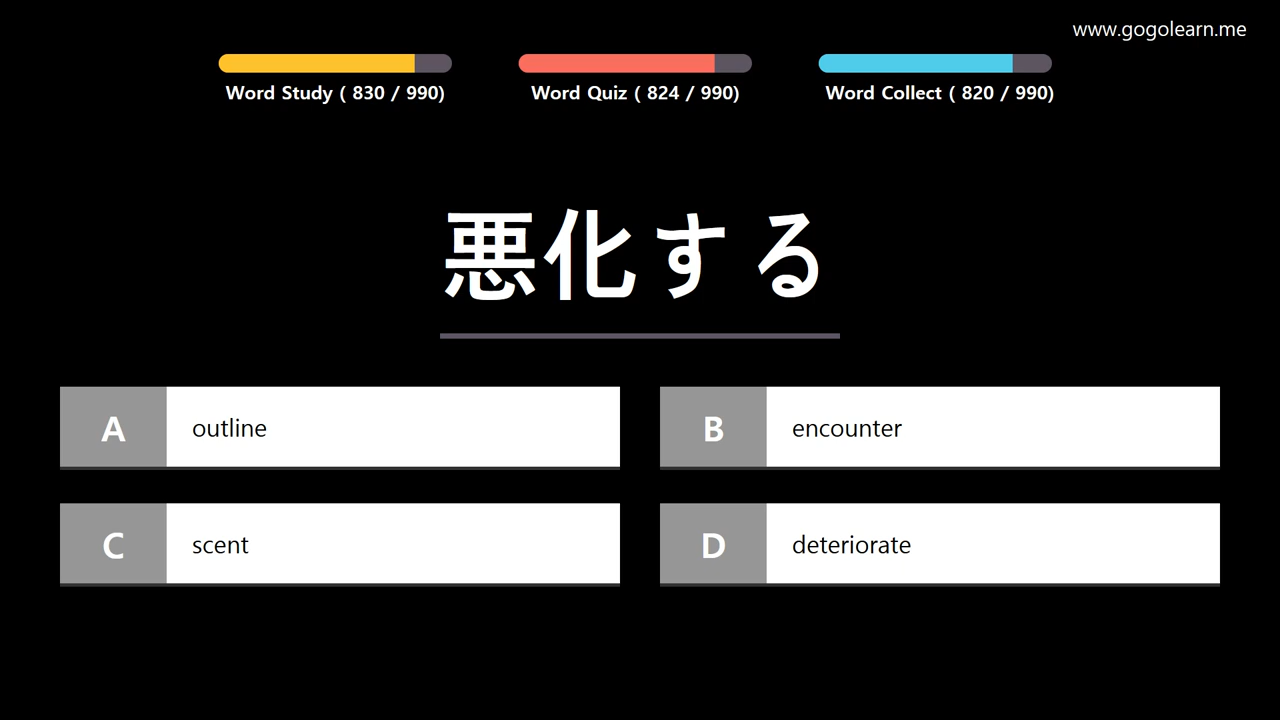 www.gogolearn.me
Word Study ( 830 / 990)
Word Quiz ( 824 / 990)
Word Collect ( 820 / 990)
悪化する
A outline
B encounter
C scent
D deteriorate